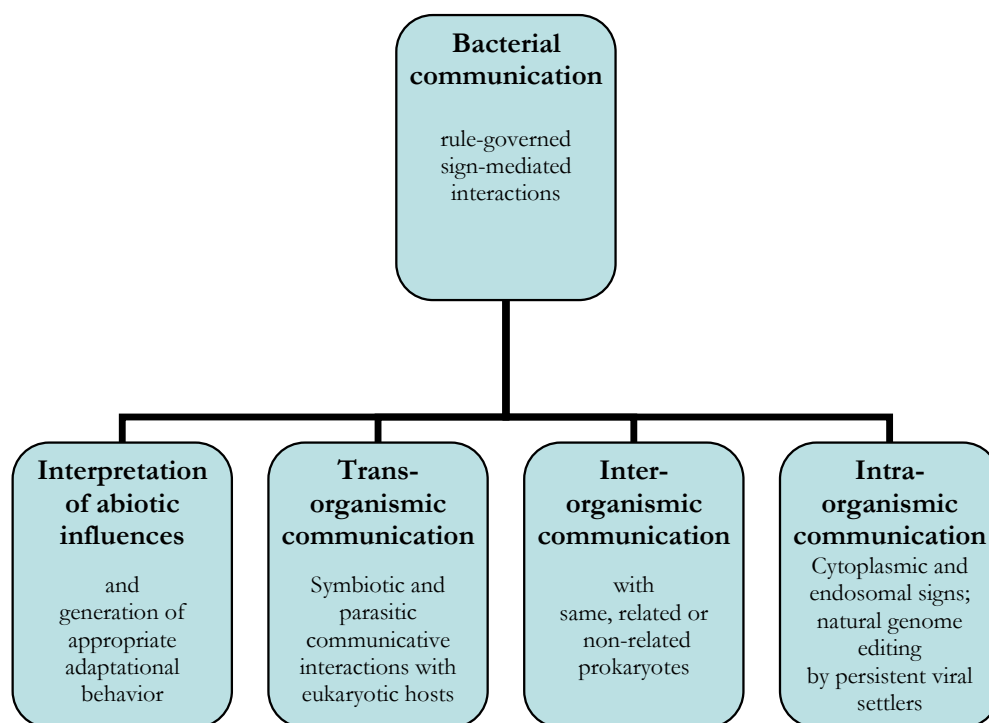 Bacterial
communication
rule-governed
sign-mediated
interactions
Interpretation
of abiotic
influences
and
generation of
appropriate
adaptational
behavior
Trans-
organismic
communication
Symbiotic and
parasitic
communicative
interactions with
eukaryotic hosts
Inter-
organismic
communication
with
same, related or
non-related
prokaryotes
Intra-
organismic
communication
Cytoplasmic and
endosomal signs;
natural genome
editing
by persistent viral
settlers